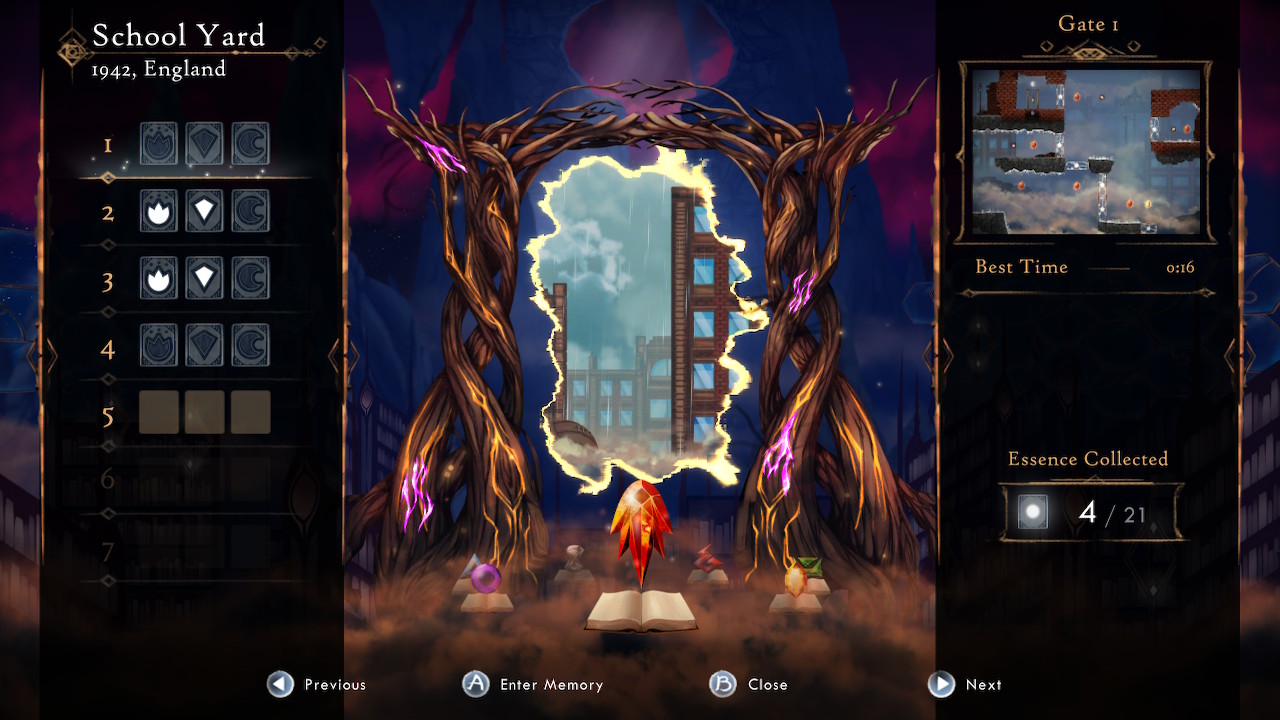 School Yard
1942, England
1
2
3
4
5
6
7
Gate 1
Best Time 0:16
Essence Collected
4 / 21
Previous
A Enter Memory
B Close
Next